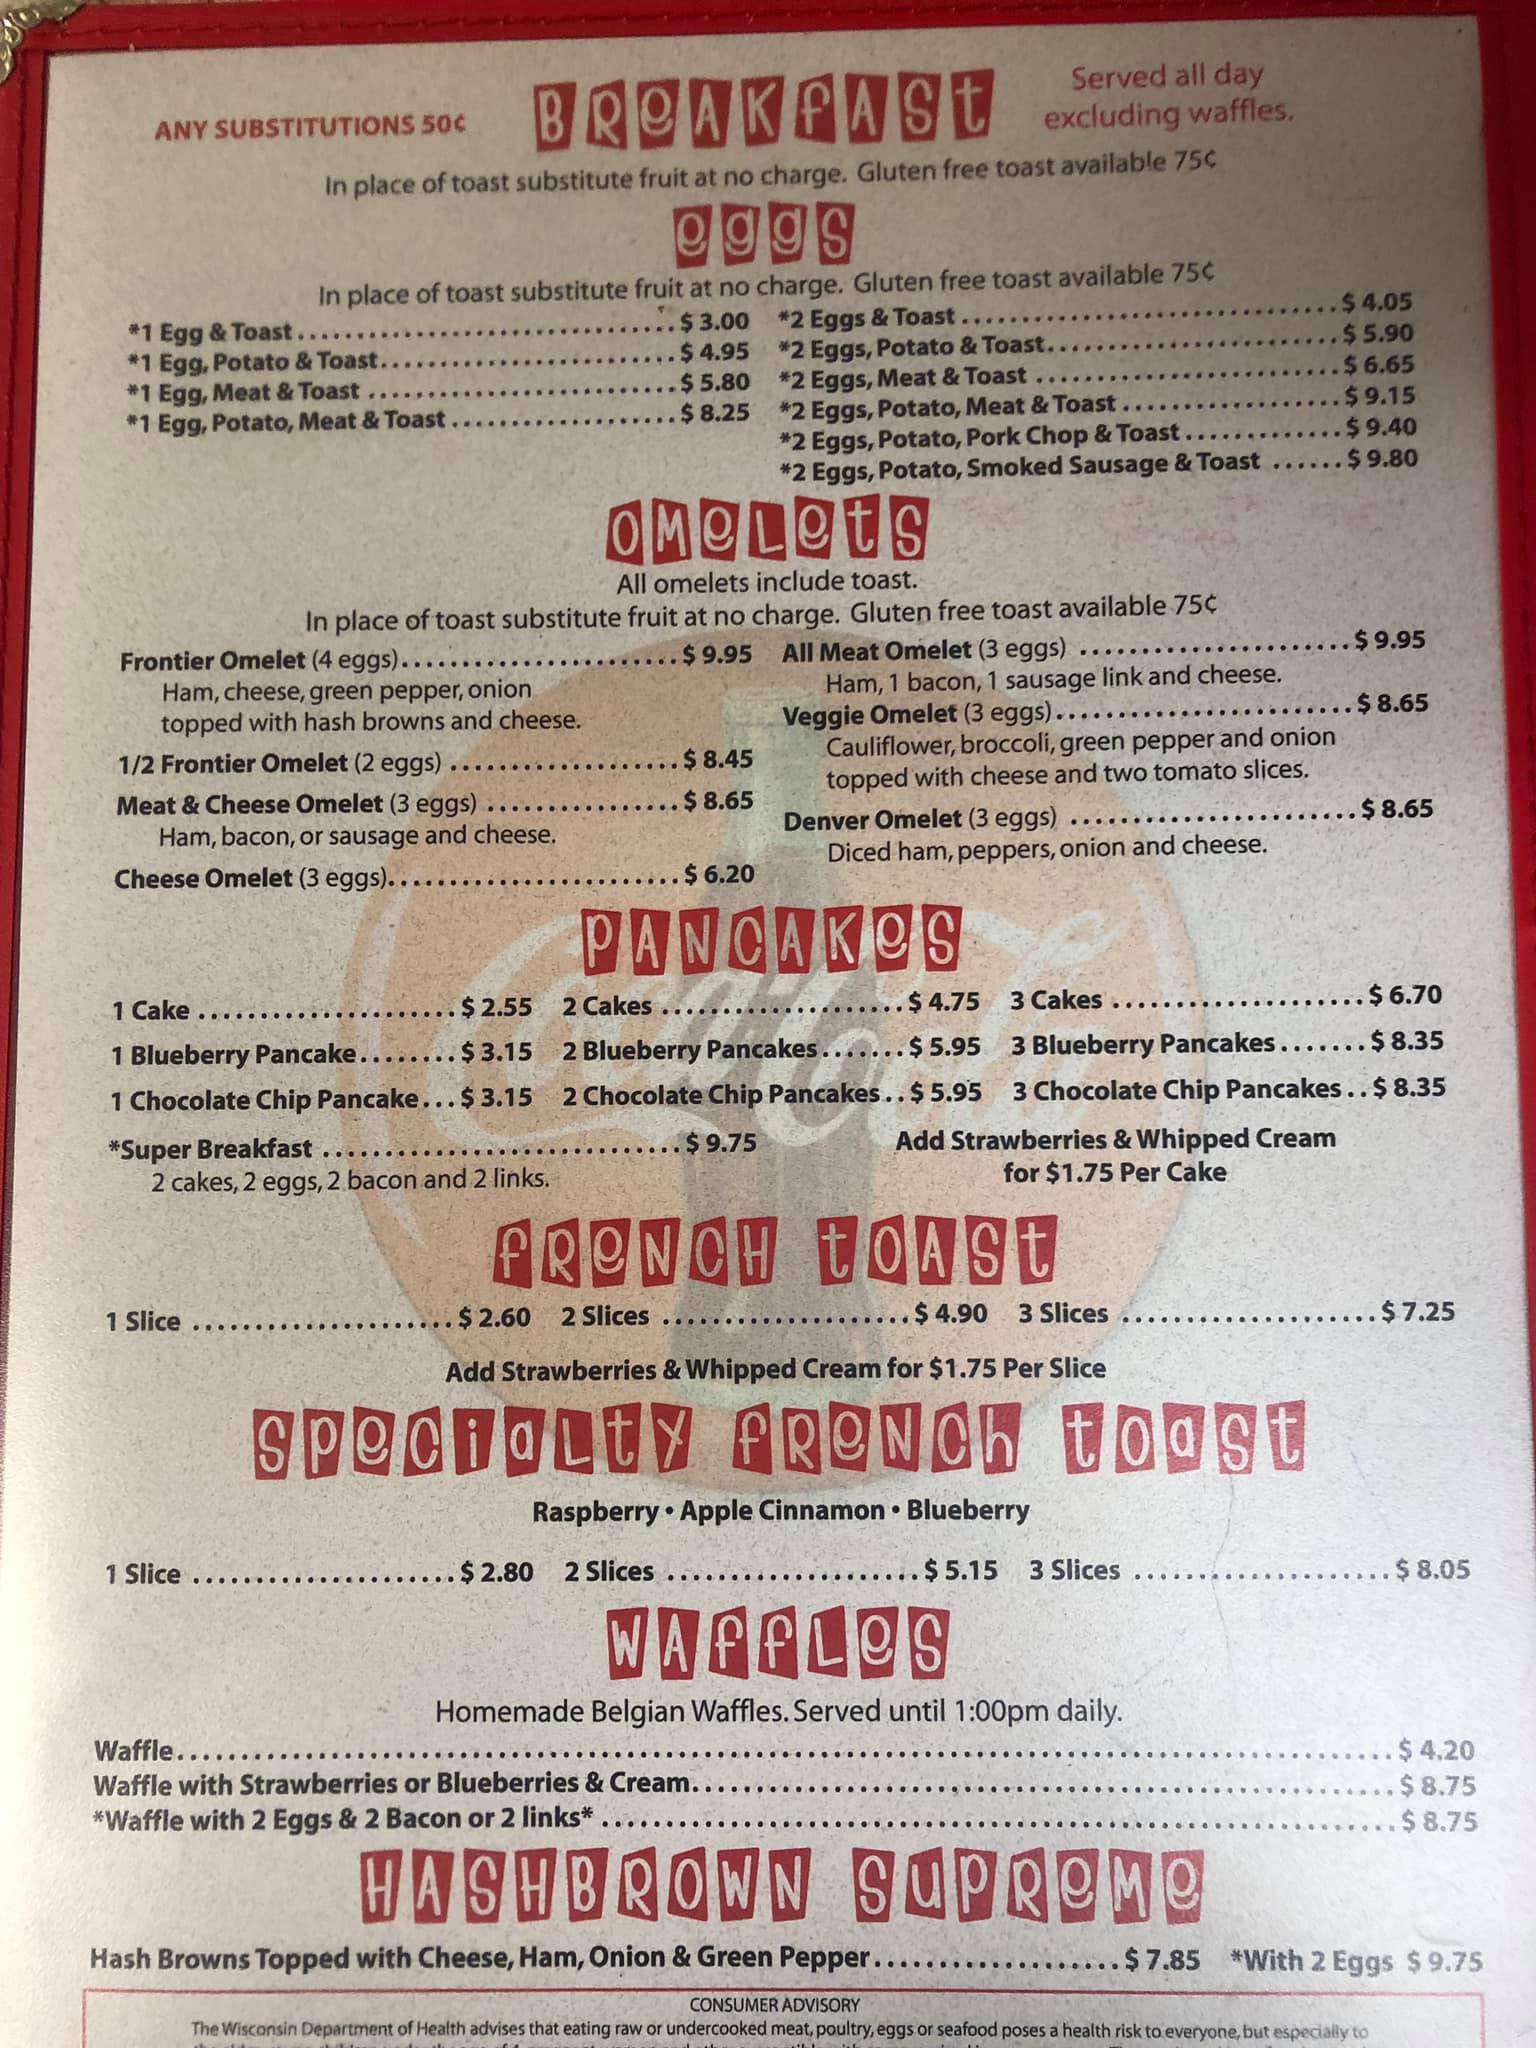 ANY SUBSTITUTIONS 50¢
BREAKFAST
Served all day
excluding waffles.
In place of toast substitute fruit at no charge. Gluten free toast available 75¢
eggs
In place of toast substitute fruit at no charge. Gluten free toast available 75¢
*1 Egg & Toast....................................$ 3.00
*1 Egg, Potato & Toast.........................$ 4.95
*1 Egg, Meat & Toast ...........................$ 5.80
*1 Egg, Potato, Meat & Toast ..................$ 8.25
*2 Eggs & Toast ..................................$ 4.05
*2 Eggs, Potato & Toast.........................$ 5.90
*2 Eggs, Meat & Toast ..........................$ 6.65
*2 Eggs, Potato, Meat & Toast ..................$ 9.15
*2 Eggs, Potato, Pork Chop & Toast.............$ 9.40
*2 Eggs, Potato, Smoked Sausage & Toast ......$ 9.80
OMeLetS
All omelets include toast.
In place of toast substitute fruit at no charge. Gluten free toast available 75¢
Frontier Omelet (4 eggs).......................$ 9.95
Ham, cheese, green pepper, onion
topped with hash browns and cheese.
1/2 Frontier Omelet (2 eggs) ...................$ 8.45
Meat & Cheese Omelet (3 eggs) ................$ 8.65
Ham, bacon, or sausage and cheese.
Cheese Omelet (3 eggs)........................$ 6.20
All Meat Omelet (3 eggs) ......................$ 9.95
Ham, 1 bacon, 1 sausage link and cheese.
Veggie Omelet (3 eggs)........................$ 8.65
Cauliflower, broccoli, green pepper and onion
topped with cheese and two tomato slices.
Denver Omelet (3 eggs) .......................$ 8.65
Diced ham, peppers, onion and cheese.
PANCAKeS
1 Cake .....................$ 2.55 2 Cakes ....................$ 4.75 3 Cakes ....................$ 6.70
1 Blueberry Pancake........$ 3.15 2 Blueberry Pancakes.......$ 5.95 3 Blueberry Pancakes.......$ 8.35
1 Chocolate Chip Pancake...$ 3.15 2 Chocolate Chip Pancakes..$ 5.95 3 Chocolate Chip Pancakes..$ 8.35
*Super Breakfast .............................$ 9.75
2 cakes, 2 eggs, 2 bacon and 2 links.
Add Strawberries & Whipped Cream
for $1.75 Per Cake
fReNCH tOASt
1 Slice .....................$ 2.60 2 Slices ....................$ 4.90 3 Slices ....................$ 7.25
Add Strawberries & Whipped Cream for $1.75 Per Slice
SPeCiaLtY fReNCh tOaSt
Raspberry • Apple Cinnamon • Blueberry
1 Slice .....................$ 2.80 2 Slices ....................$ 5.15 3 Slices ....................$ 8.05
WAffLeS
Homemade Belgian Waffles. Served until 1:00pm daily.
Waffle..............................................................................................$ 4.20
Waffle with Strawberries or Blueberries & Cream......................................................$ 8.75
*Waffle with 2 Eggs & 2 Bacon or 2 links* .............................................................$ 8.75
HASHBROWN SuPReMe
Hash Browns Topped with Cheese, Ham, Onion & Green Pepper....................$ 7.85 *With 2 Eggs $ 9.75
CONSUMER ADVISORY
The Wisconsin Department of Health advises that eating raw or undercooked meat, poultry, eggs or seafood poses a health risk to everyone, but especially to